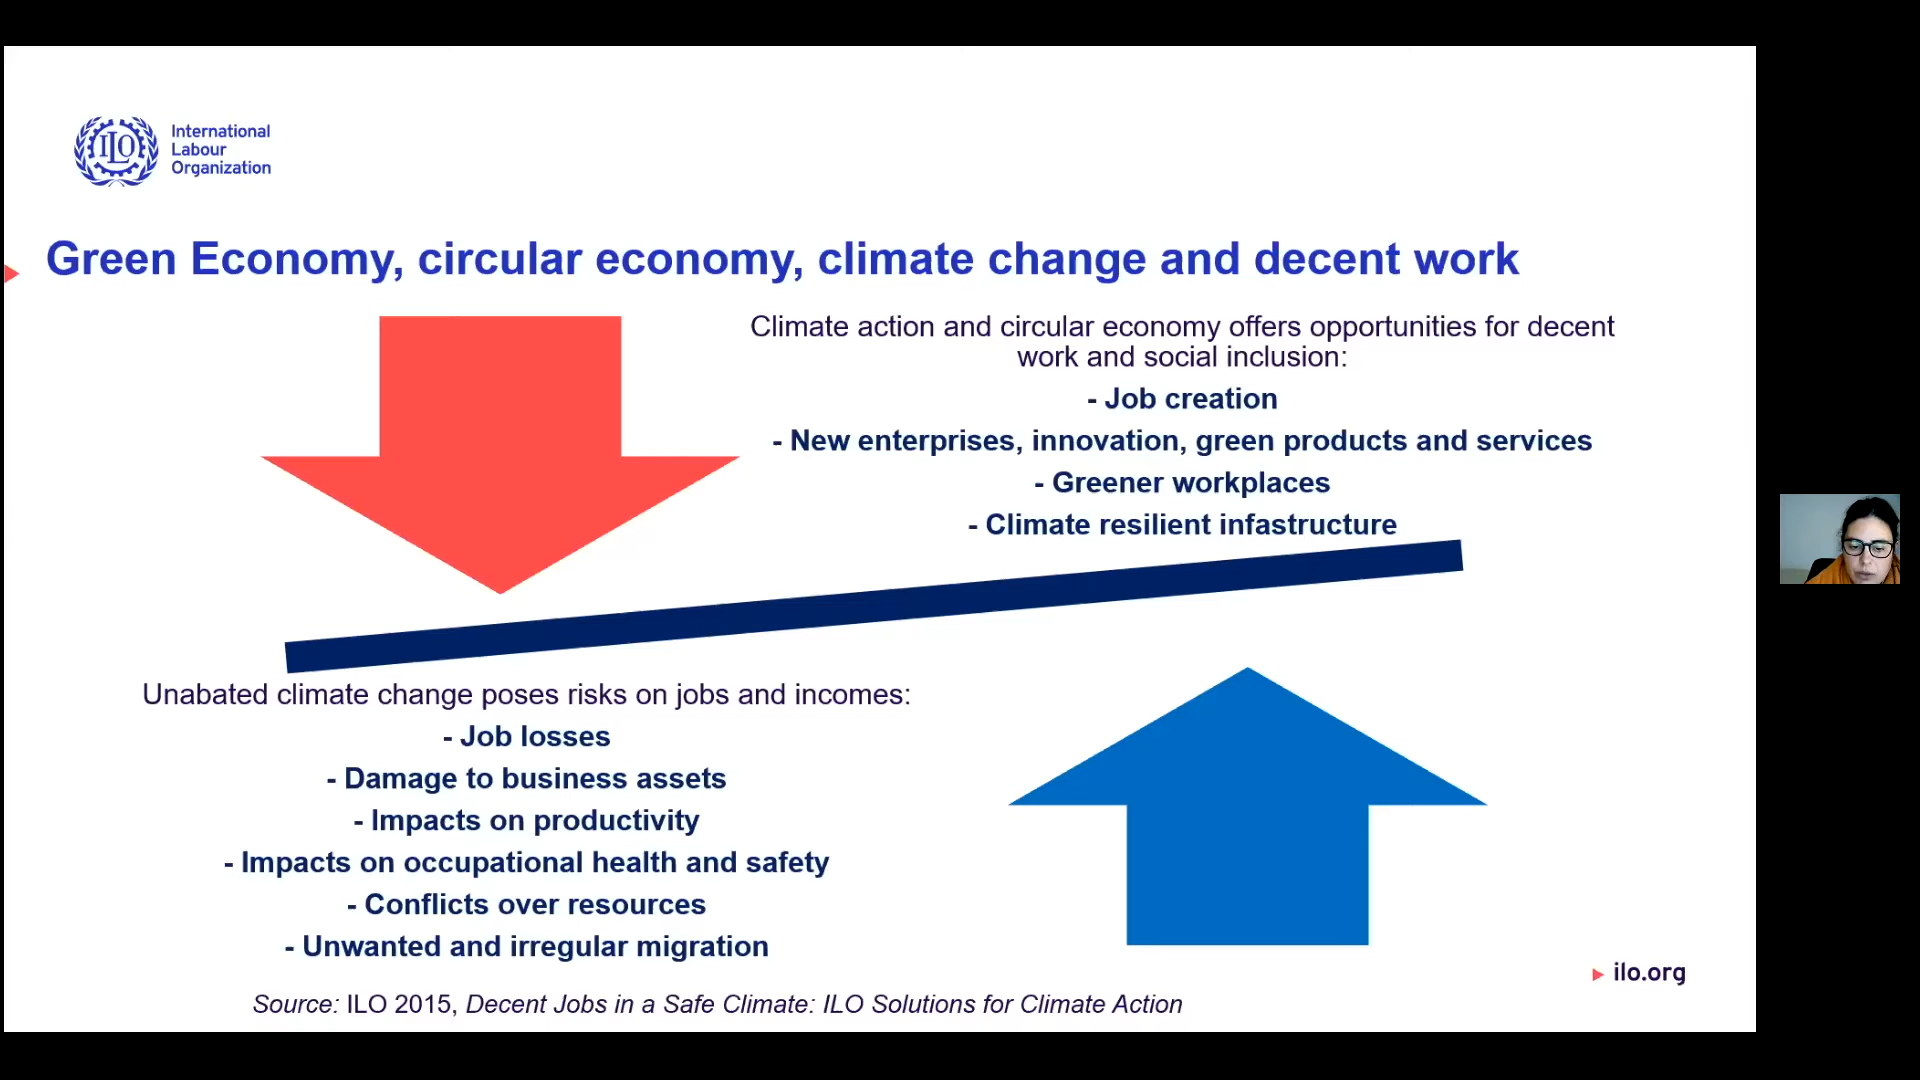 ILO
International
Labour
Organization
Green Economy, circular economy, climate change and decent work
Climate action and circular economy offers opportunities for decent
work and social inclusion:
- Job creation
- New enterprises, innovation, green products and services
- Greener workplaces
- Climate resilient infastructure
Unabated climate change poses risks on jobs and incomes:
- Job losses
- Damage to business assets
- Impacts on productivity
- Impacts on occupational health and safety
- Conflicts over resources
- Unwanted and irregular migration
ilo.org
Source: ILO 2015, Decent Jobs in a Safe Climate: ILO Solutions for Climate Action